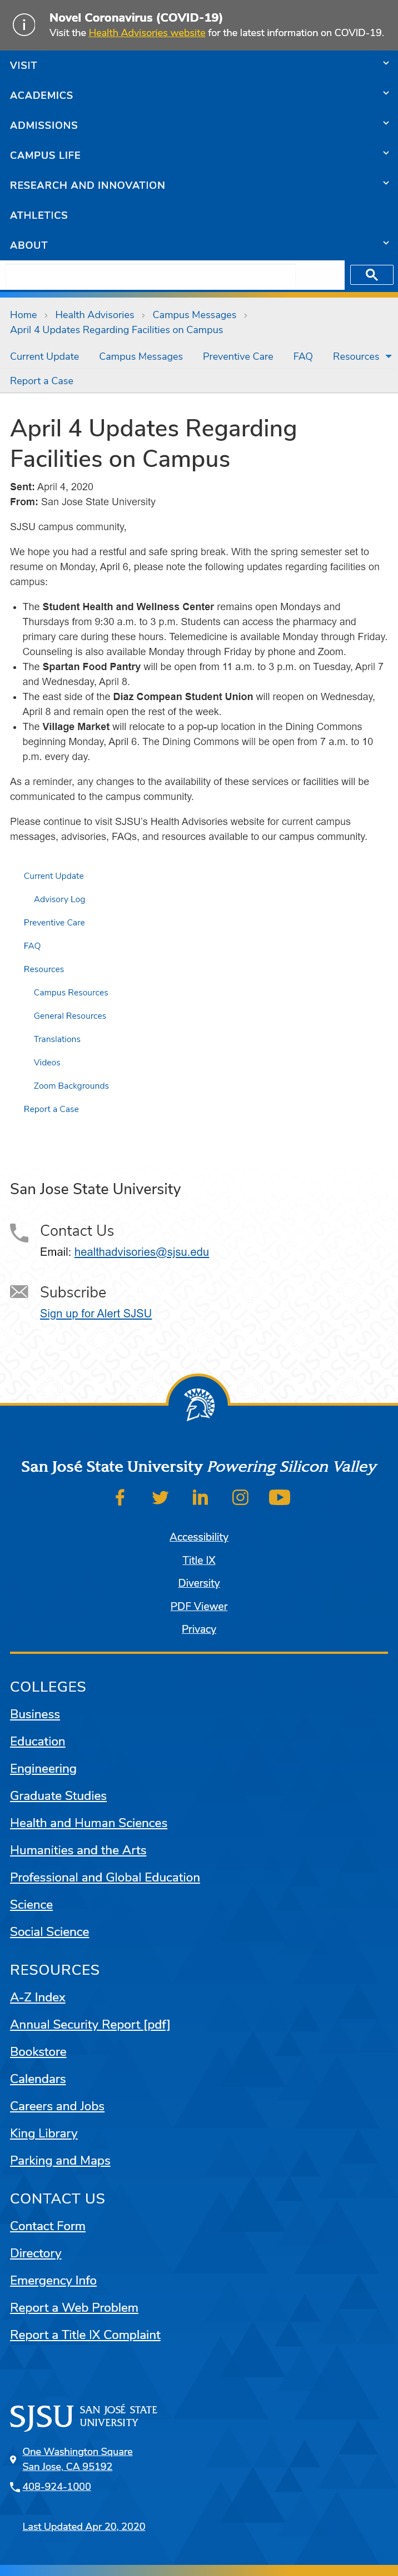 Novel Coronavirus (COVID-19)
Visit the Health Advisories website for the latest information on COVID-19.
VISIT
ACADEMICS
ADMISSIONS
CAMPUS LIFE
RESEARCH AND INNOVATION
ATHLETICS
ABOUT
Home › Health Advisories › Campus Messages ›
April 4 Updates Regarding Facilities on Campus
Current Update Campus Messages Preventive Care FAQ Resources
Report a Case
April 4 Updates Regarding
Facilities on Campus
Sent: April 4, 2020
From: San Jose State University
SJSU campus community,
We hope you had a restful and safe spring break. With the spring semester set to
resume on Monday, April 6, please note the following updates regarding facilities on
campus:
• The Student Health and Wellness Center remains open Mondays and
Thursdays from 9:30 a.m. to 3 p.m. Students can access the pharmacy and
primary care during these hours. Telemedicine is available Monday through Friday.
Counseling is also available Monday through Friday by phone and Zoom.
• The Spartan Food Pantry will be open from 11 a.m. to 3 p.m. on Tuesday, April 7
and Wednesday, April 8.
• The east side of the Diaz Compean Student Union will reopen on Wednesday,
April 8 and remain open the rest of the week.
• The Village Market will relocate to a pop-up location in the Dining Commons
beginning Monday, April 6. The Dining Commons will be open from 7 a.m. to 10
p.m. every day.
As a reminder, any changes to the availability of these services or facilities will be
communicated to the campus community.
Please continue to visit SJSU's Health Advisories website for current campus
messages, advisories, FAQs, and resources available to our campus community.
Current Update
Advisory Log
Preventive Care
FAQ
Resources
Campus Resources
General Resources
Translations
Videos
Zoom Backgrounds
Report a Case
San Jose State University
Contact Us
Email: healthadvisories@sjsu.edu
Subscribe
Sign up for Alert SJSU
San José State University Powering Silicon Valley
Accessibility
Title IX
Diversity
PDF Viewer
Privacy
COLLEGES
Business
Education
Engineering
Graduate Studies
Health and Human Sciences
Humanities and the Arts
Professional and Global Education
Science
Social Science
RESOURCES
A-Z Index
Annual Security Report [pdf]
Bookstore
Calendars
Careers and Jobs
King Library
Parking and Maps
CONTACT US
Contact Form
Directory
Emergency Info
Report a Web Problem
Report a Title IX Complaint
SJSU SAN JOSÉ STATE
UNIVERSITY
One Washington Square
San Jose, CA 95192
408-924-1000
Last Updated Apr 20, 2020